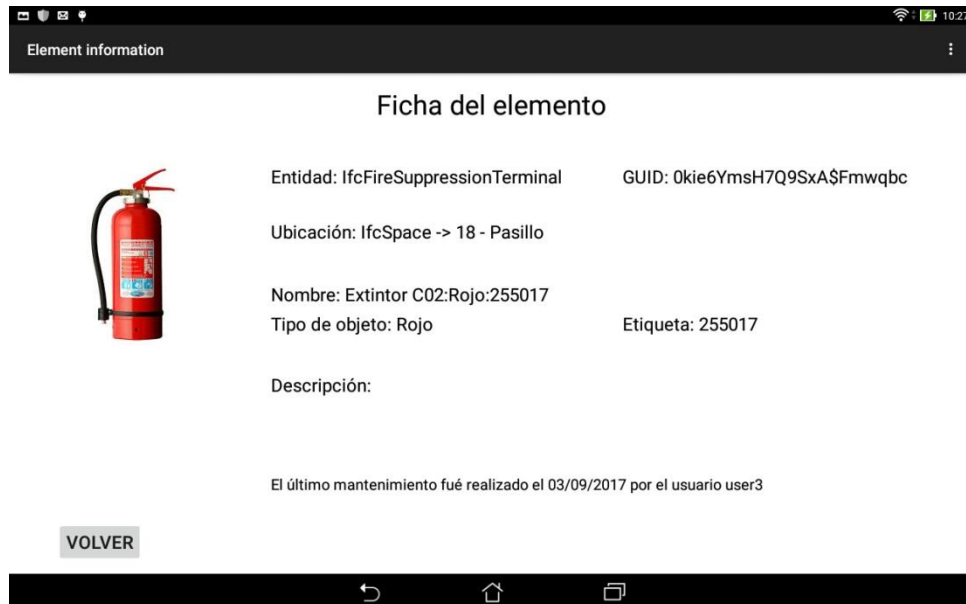 10:27
Element information
Ficha del elemento
Entidad: IfcFireSuppressionTerminal GUID: 0kie6YmsH7Q9SxA$Fmwqbc
Ubicación: IfcSpace -> 18 - Pasillo
Nombre: Extintor C02:Rojo:255017
Tipo de objeto: Rojo Etiqueta: 255017
Descripción:
El último mantenimiento fué realizado el 03/09/2017 por el usuario user3
VOLVER